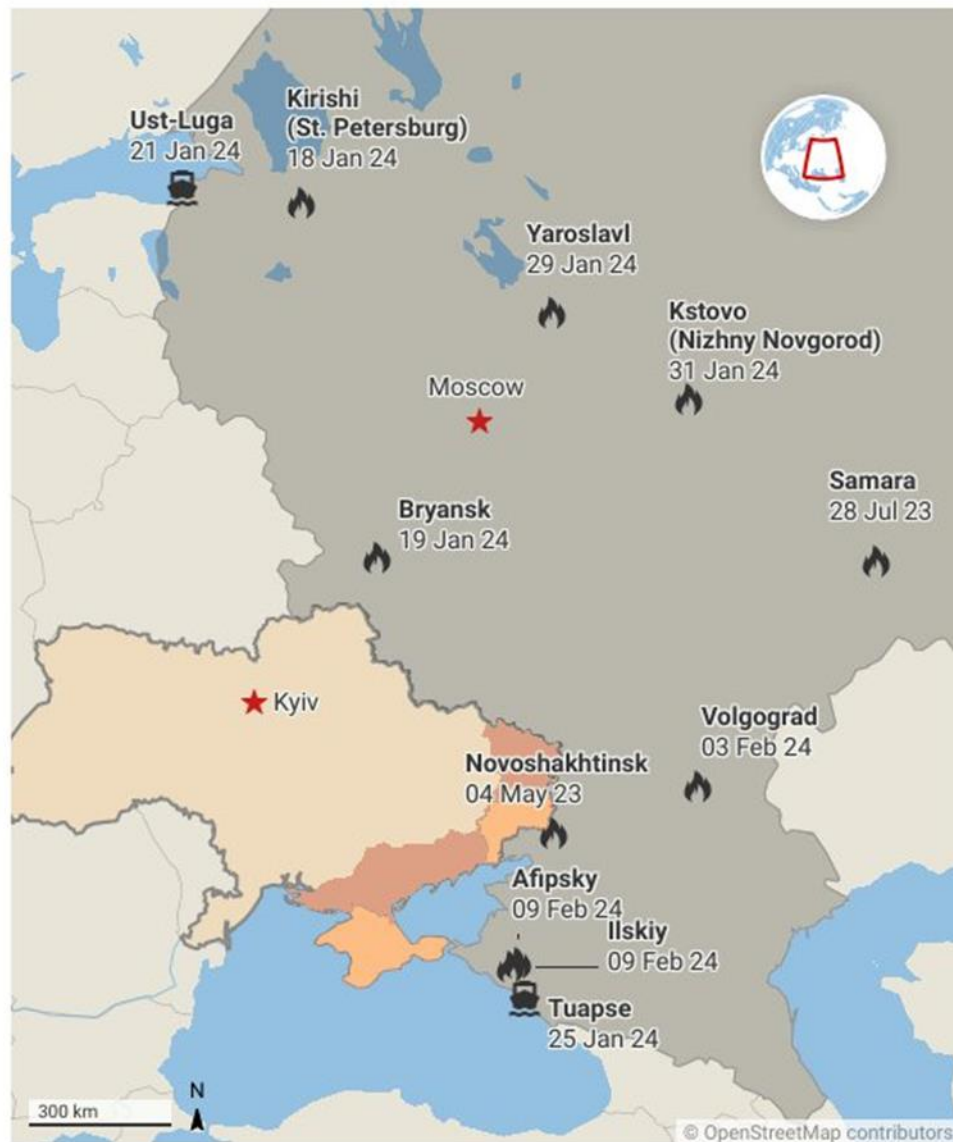 Ust-Luga
21 Jan 24
Kirishi
(St. Petersburg)
18 Jan 24
Yaroslavl
29 Jan 24
Kstovo
(Nizhny Novgorod)
31 Jan 24
Moscow
Samara
28 Jul 23
Bryansk
19 Jan 24
Kyiv
Volgograd
03 Feb 24
Novoshakhtinsk
04 May 23
Afipsky
09 Feb 24
Ilskiy
09 Feb 24
Tuapse
25 Jan 24
300 km
N
© OpenStreetMap contributors